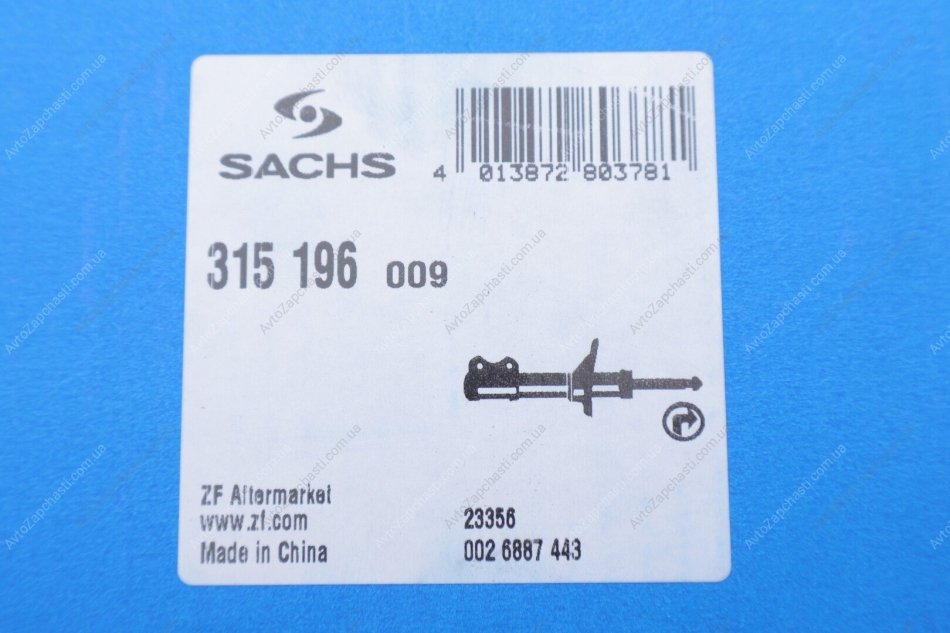 SACHS
4 013872 803781
315 196 009
ZF Aftermarket
www.zf.com
Made in China
23356
002 6887 443
AvtoZapchasti.com.ua